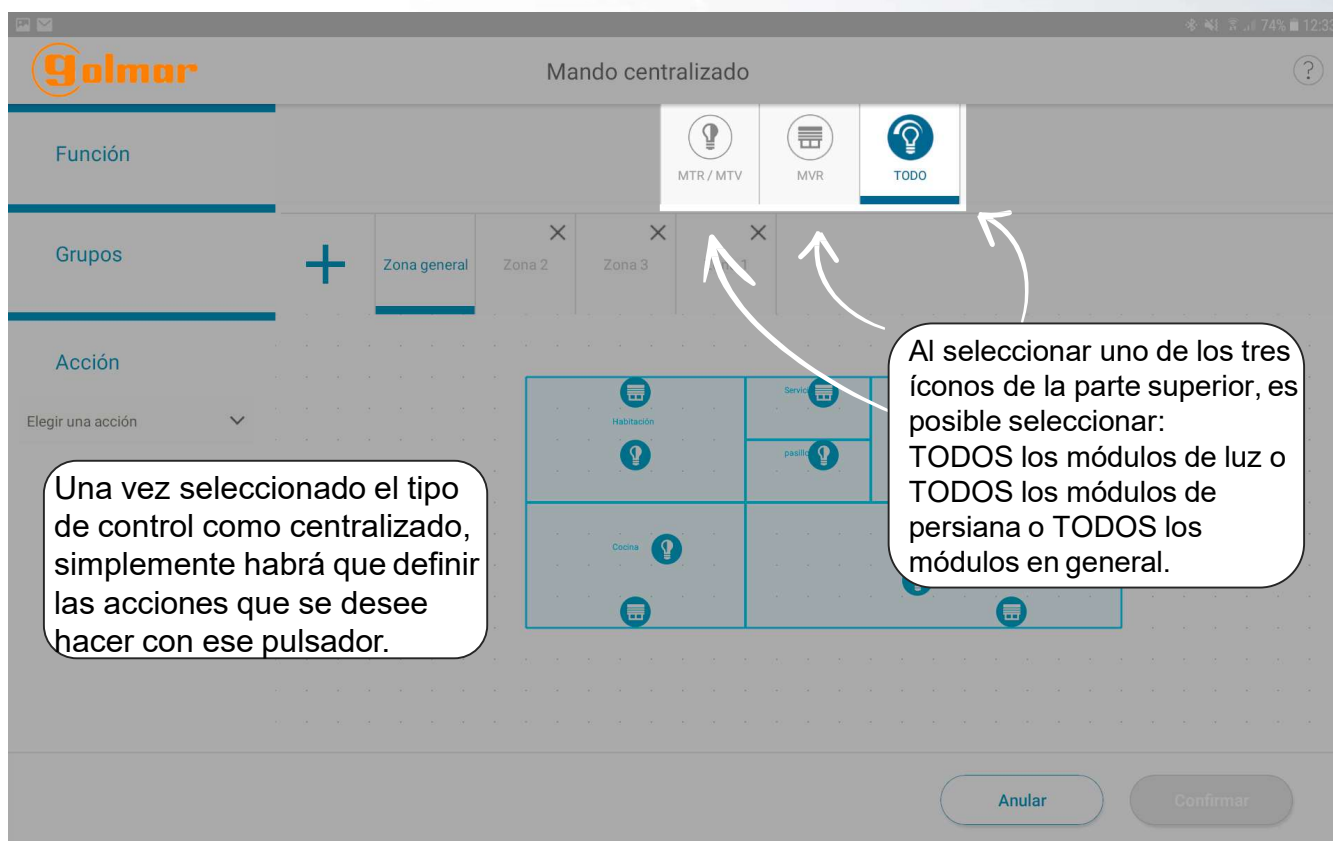 74% 12:33
golmar
Mando centralizado
?
Función
MTR / MTV
MVR
TODO
Grupos
Zona general
Zona 2
Zona 3
1
Acción
Elegir una acción
Habitación
pasillo
Cocina
Al seleccionar uno de los tres
íconos de la parte superior, es
posible seleccionar:
TODOS los módulos de luz o
TODOS los módulos de
persiana o TODOS los
módulos en general.
Una vez seleccionado el tipo
de control como centralizado,
simplemente habrá que definir
las acciones que se desee
hacer con ese pulsador.
Anular
Confirmar